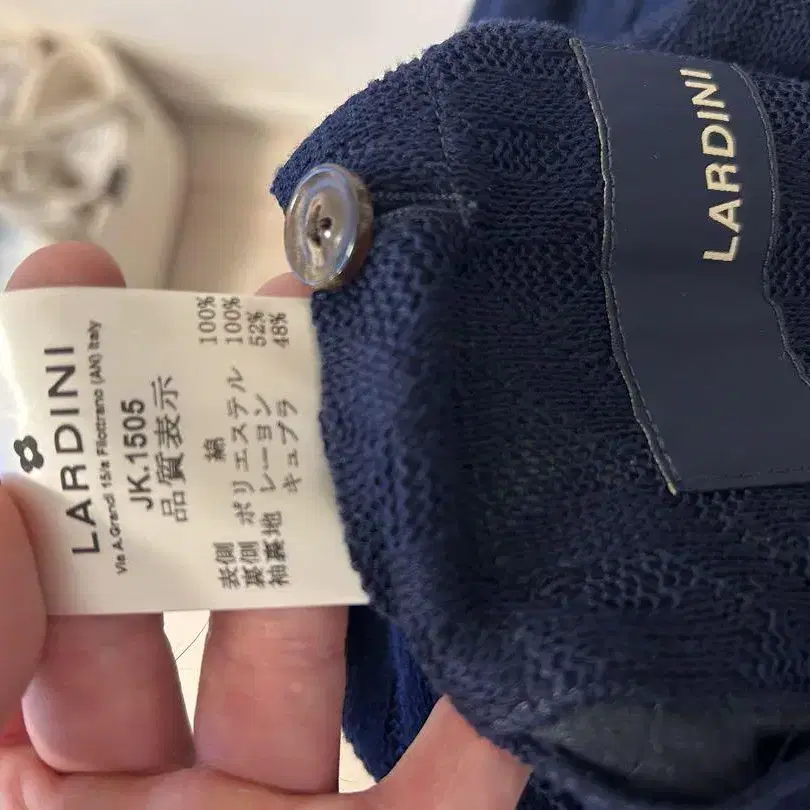 LARDINI
LARDINI
Via A.Grandi 15/a Filottrano (AN) Italy
JK.1505
品質表示
表側 綿 100%
裏側 ポリエステル 100%
袖裏地 レーヨン 52%
キュプラ 48%